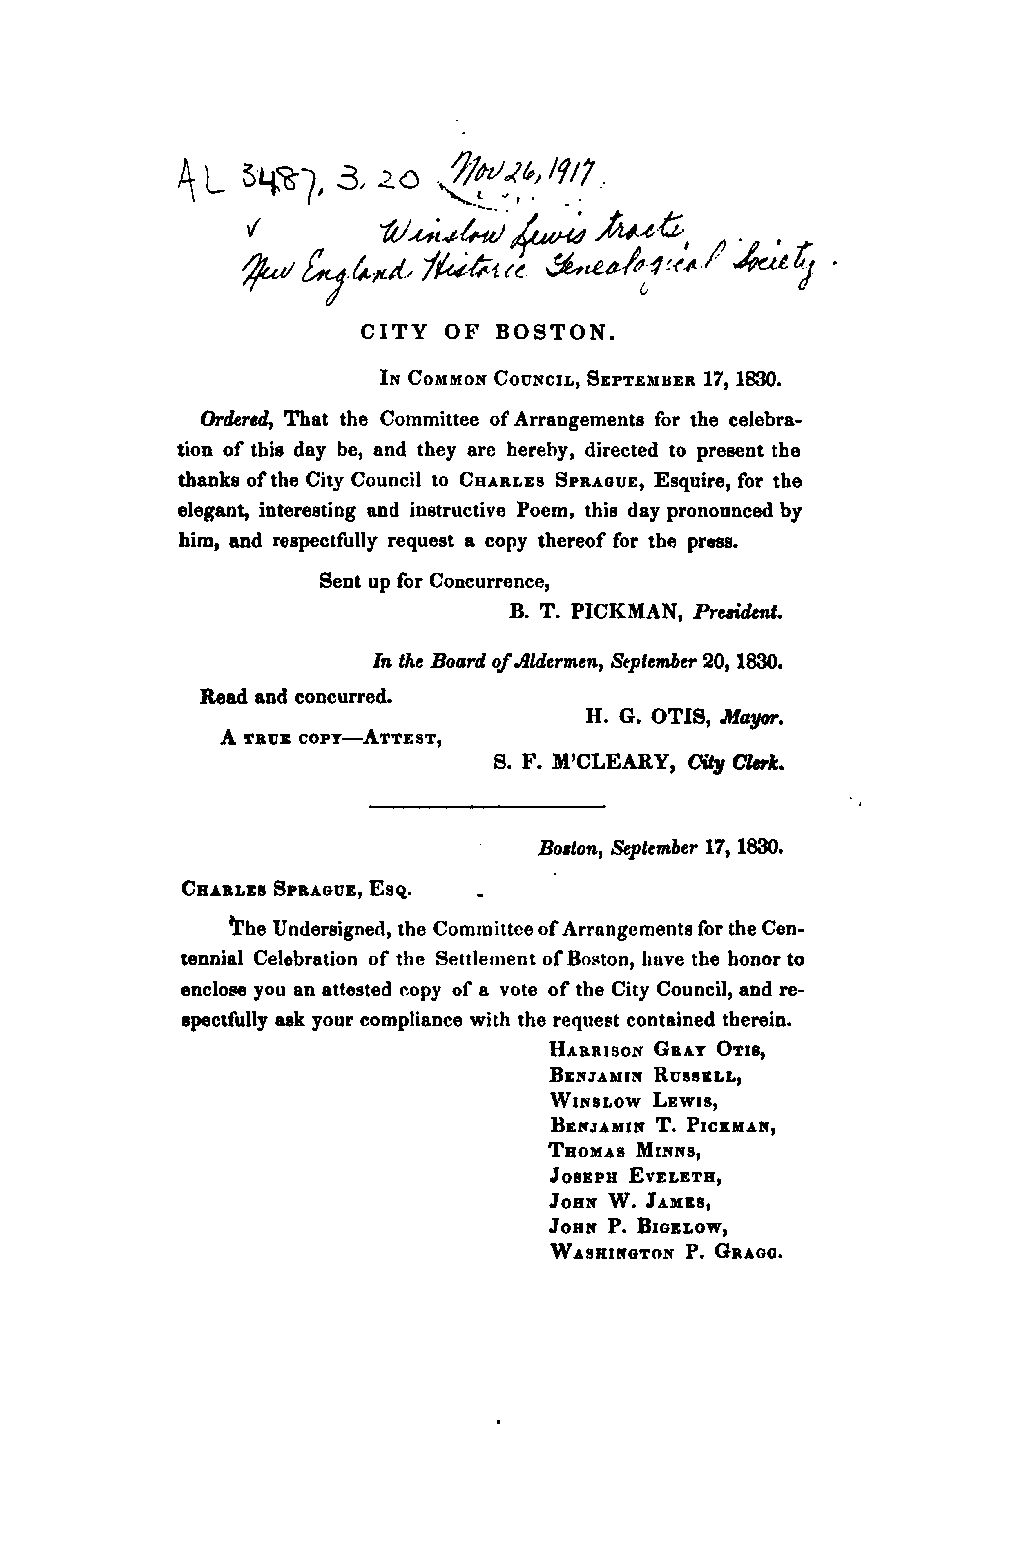 AL 3487.3.20 Nov 26, 1917.
Winslow Lewis tracts
New England Historic Genealogical Society.
CITY OF BOSTON.
IN COMMON COUNCIL, SEPTEMBER 17, 1830.
Ordered, That the Committee of Arrangements for the celebra-
tion of this day be, and they are hereby, directed to present the
thanks of the City Council to CHARLES SPRAGUE, Esquire, for the
elegant, interesting and instructive Poem, this day pronounced by
him, and respectfully request a copy thereof for the press.
Sent up for Concurrence,
B. T. PICKMAN, President.
In the Board of Aldermen, September 20, 1830.
Read and concurred.
H. G. OTIS, Mayor.
A TRUE COPY—ATTEST,
S. F. M'CLEARY, City Clerk.
Boston, September 17, 1830.
CHARLES SPRAGUE, ESQ.
The Undersigned, the Committee of Arrangements for the Cen-
tennial Celebration of the Settlement of Boston, have the honor to
enclose you an attested copy of a vote of the City Council, and re-
spectfully ask your compliance with the request contained therein.
HARRISON GRAY OTIS,
BENJAMIN RUSSELL,
WINSLOW LEWIS,
BENJAMIN T. PICKMAN,
THOMAS MINNS,
JOSEPH EVELETH,
JOHN W. JAMES,
JOHN P. BIGELOW,
WASHINGTON P. GRAGG.